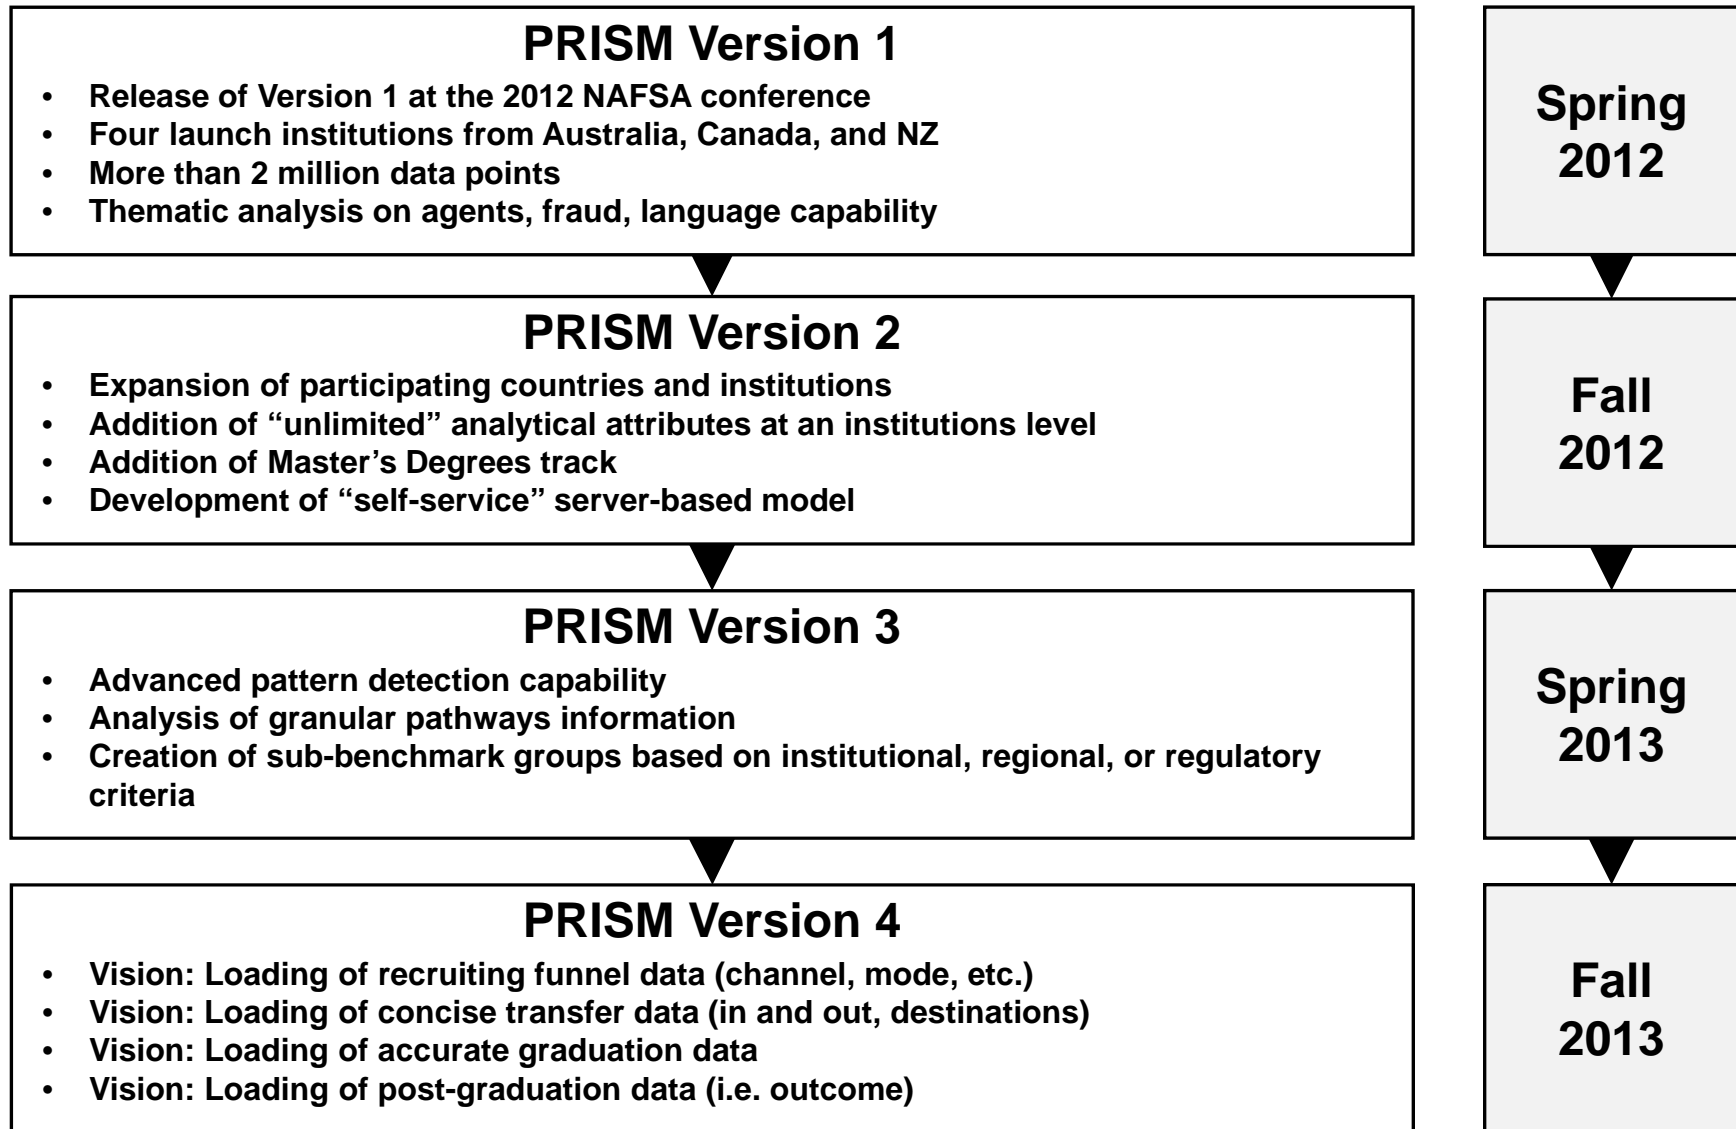 PRISM Version 1
• Release of Version 1 at the 2012 NAFSA conference
• Four launch institutions from Australia, Canada, and NZ
• More than 2 million data points
• Thematic analysis on agents, fraud, language capability
Spring
2012
PRISM Version 2
• Expansion of participating countries and institutions
• Addition of “unlimited” analytical attributes at an institutions level
• Addition of Master’s Degrees track
• Development of “self-service” server-based model
Fall
2012
PRISM Version 3
• Advanced pattern detection capability
• Analysis of granular pathways information
• Creation of sub-benchmark groups based on institutional, regional, or regulatory
criteria
Spring
2013
PRISM Version 4
• Vision: Loading of recruiting funnel data (channel, mode, etc.)
• Vision: Loading of concise transfer data (in and out, destinations)
• Vision: Loading of accurate graduation data
• Vision: Loading of post-graduation data (i.e. outcome)
Fall
2013